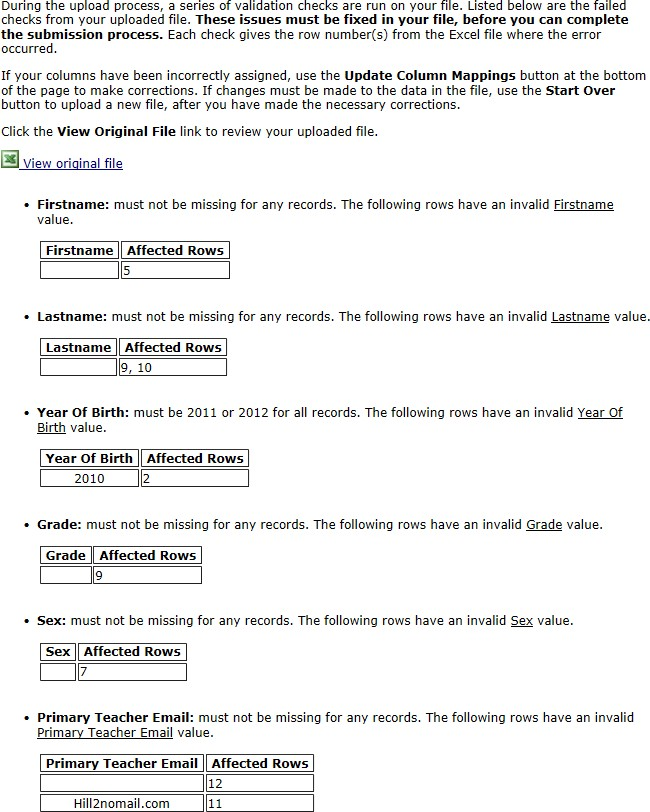 During the upload process, a series of validation checks are run on your file. Listed below are the failed
checks from your uploaded file. These issues must be fixed in your file, before you can complete
the submission process. Each check gives the row number(s) from the Excel file where the error
occurred.
If your columns have been incorrectly assigned, use the Update Column Mappings button at the bottom
of the page to make corrections. If changes must be made to the data in the file, use the Start Over
button to upload a new file, after you have made the necessary corrections.
Click the View Original File link to review your uploaded file.
View original file
• Firstname: must not be missing for any records. The following rows have an invalid Firstname
value.
Firstname Affected Rows
5
• Lastname: must not be missing for any records. The following rows have an invalid Lastname value.
Lastname Affected Rows
9, 10
• Year Of Birth: must be 2011 or 2012 for all records. The following rows have an invalid Year Of
Birth value.
Year Of Birth Affected Rows
2010 2
• Grade: must not be missing for any records. The following rows have an invalid Grade value.
Grade Affected Rows
9
• Sex: must not be missing for any records. The following rows have an invalid Sex value.
Sex Affected Rows
7
• Primary Teacher Email: must not be missing for any records. The following rows have an invalid
Primary Teacher Email value.
Primary Teacher Email Affected Rows
12
Hill2nomail.com 11